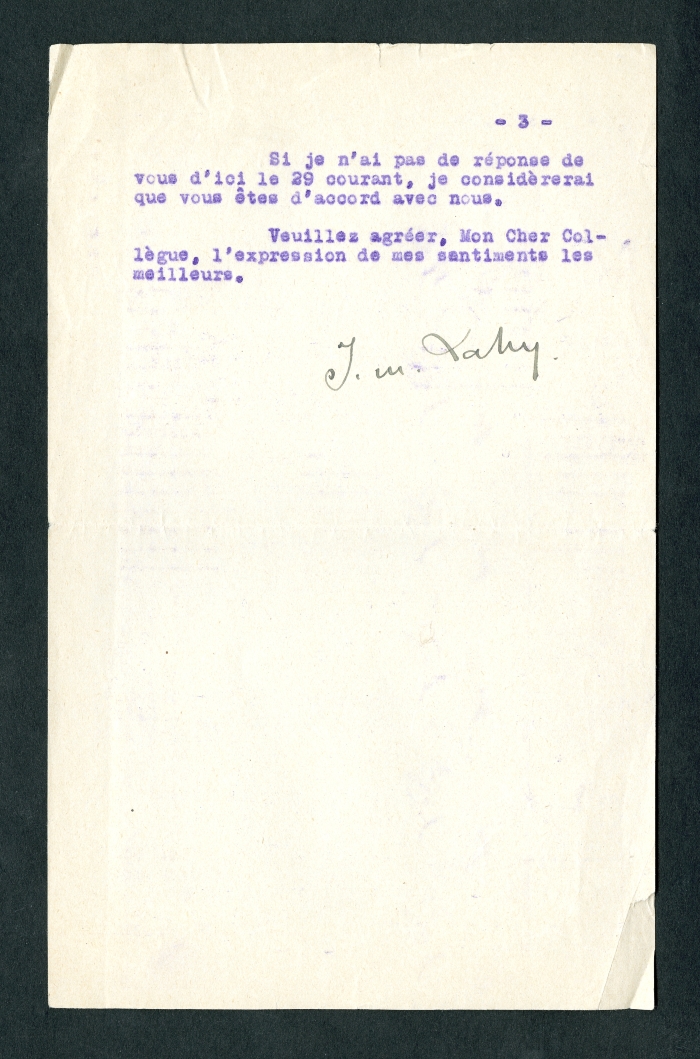 - 3 -
Si je n'ai pas de réponse de
vous d'ici le 29 courant, je considèrerai
que vous êtes d'accord avec nous.
Veuillez agréer, Mon Cher Col-
lègue, l'expression de mes santiments les
meilleurs.
J. M. Lahy.